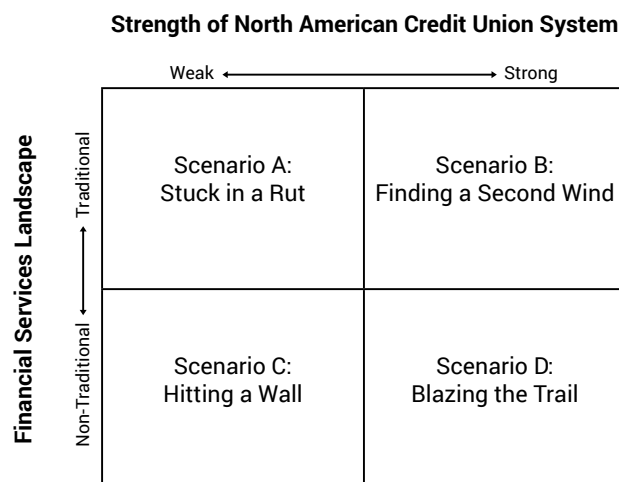 Strength of North American Credit Union System
Weak
Strong
Financial Services Landscape
Traditional
Non-Traditional
Scenario A:
Stuck in a Rut
Scenario B:
Finding a Second Wind
Scenario C:
Hitting a Wall
Scenario D:
Blazing the Trail